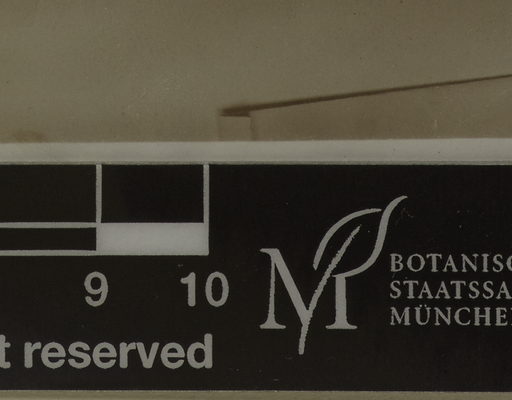 9 10
t reserved
BOTANISC
STAATSSA
MÜNCHE